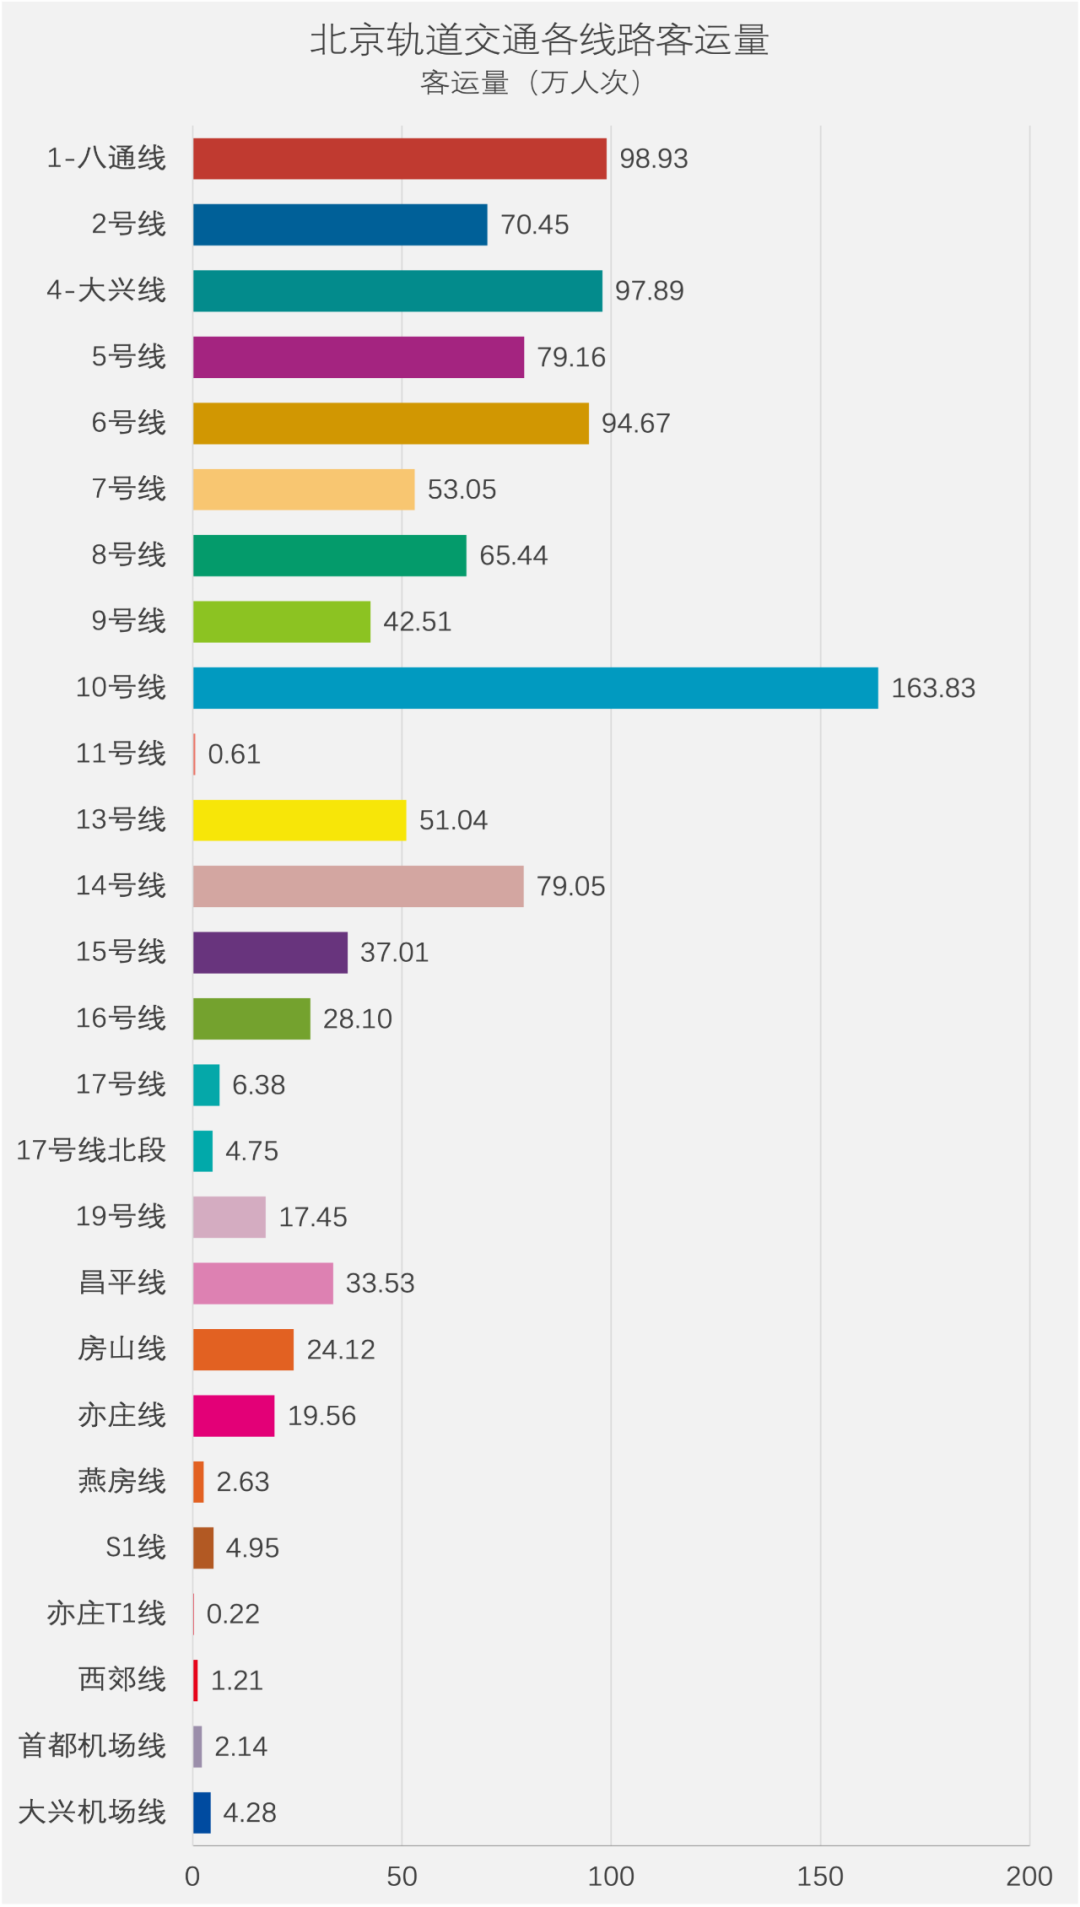 北京轨道交通各线路客运量
客运量（万人次）
1-八通线 98.93
2号线 70.45
4-大兴线 97.89
5号线 79.16
6号线 94.67
7号线 53.05
8号线 65.44
9号线 42.51
10号线 163.83
11号线 0.61
13号线 51.04
14号线 79.05
15号线 37.01
16号线 28.10
17号线 6.38
17号线北段 4.75
19号线 17.45
昌平线 33.53
房山线 24.12
亦庄线 19.56
燕房线 2.63
S1线 4.95
亦庄T1线 0.22
西郊线 1.21
首都机场线 2.14
大兴机场线 4.28
0 50 100 150 200